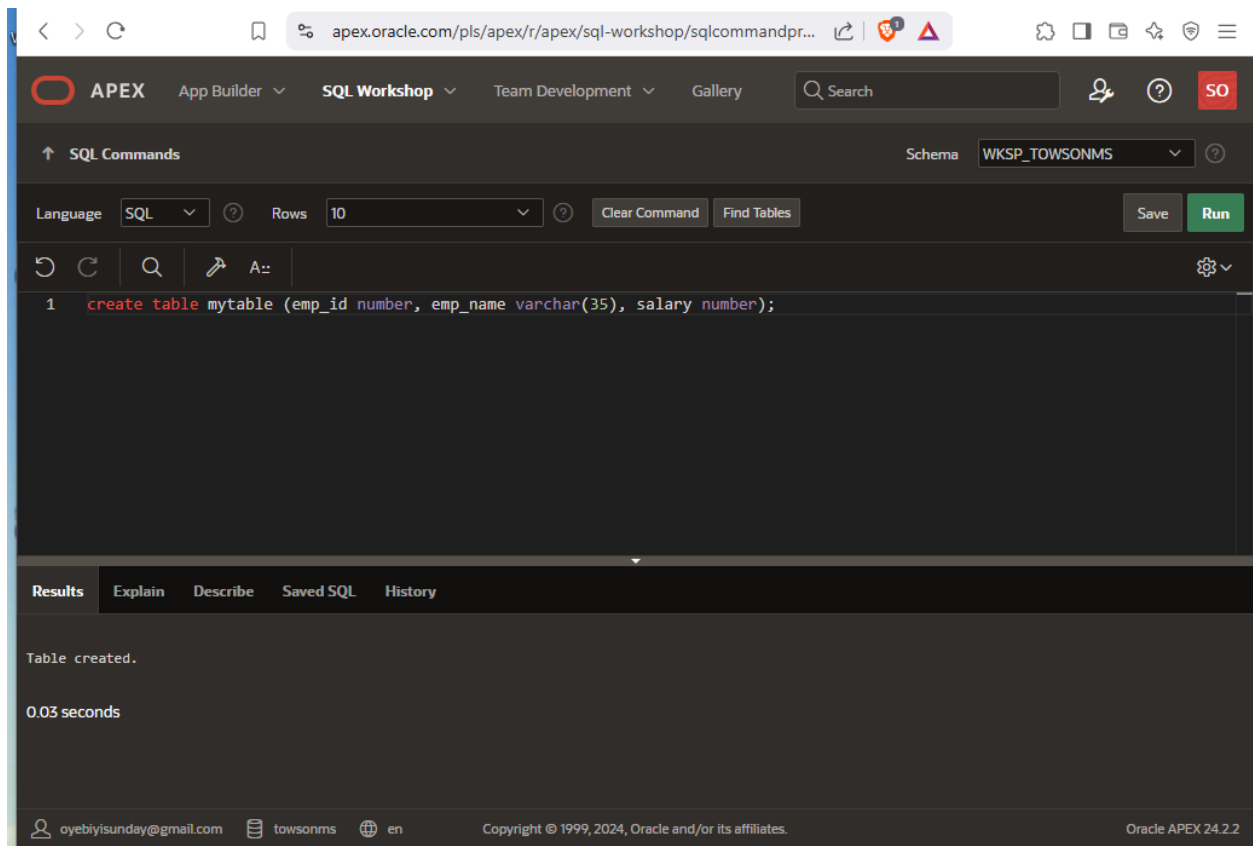 apex.oracle.com/pls/apex/r/apex/sql-workshop/sqlcommandpr...
1
APEX App Builder SQL Workshop Team Development Gallery Search SO
SQL Commands Schema WKSP_TOWSONMS
Language SQL Rows 10 Clear Command Find Tables Save Run
A::
1 create table mytable (emp_id number, emp_name varchar(35), salary number);
Results Explain Describe Saved SQL History
Table created.
0.03 seconds
oyebiyisunday@gmail.com towsonms en Copyright © 1999, 2024, Oracle and/or its affiliates. Oracle APEX 24.2.2